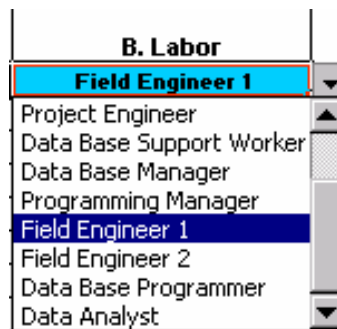 B. Labor
Field Engineer 1
Project Engineer
Data Base Support Worker
Data Base Manager
Programming Manager
Field Engineer 1
Field Engineer 2
Data Base Programmer
Data Analyst